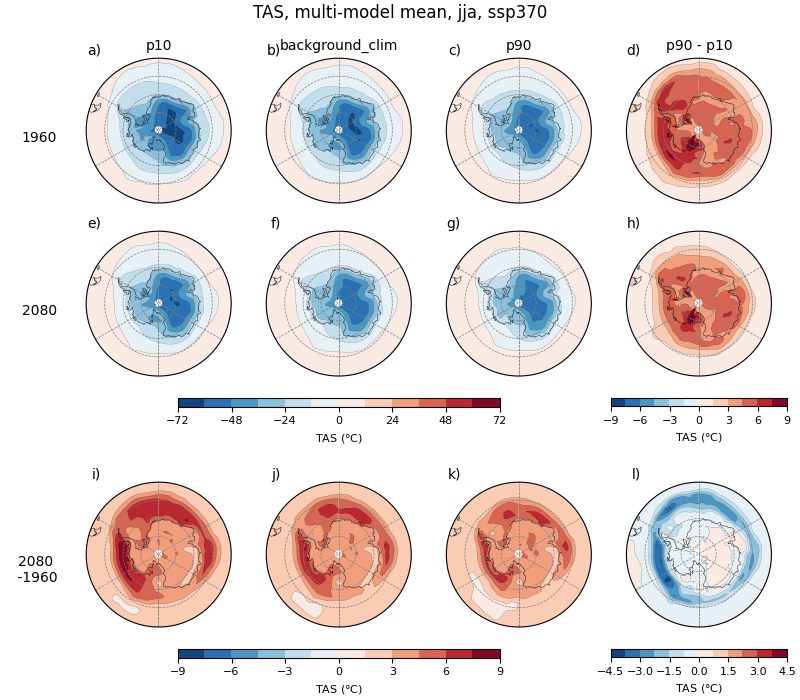 TAS, multi-model mean, jja, ssp370
p10 background_clim p90 p90 - p10
a) b) c) d)
1960
e) f) g) h)
2080
−72 −48 −24 0 24 48 72
TAS (°C)
−9 −6 −3 0 3 6 9
TAS (°C)
i) j) k) l)
2080
-1960
−9 −6 −3 0 3 6 9
TAS (°C)
−4.5 −3.0 −1.5 0.0 1.5 3.0 4.5
TAS (°C)